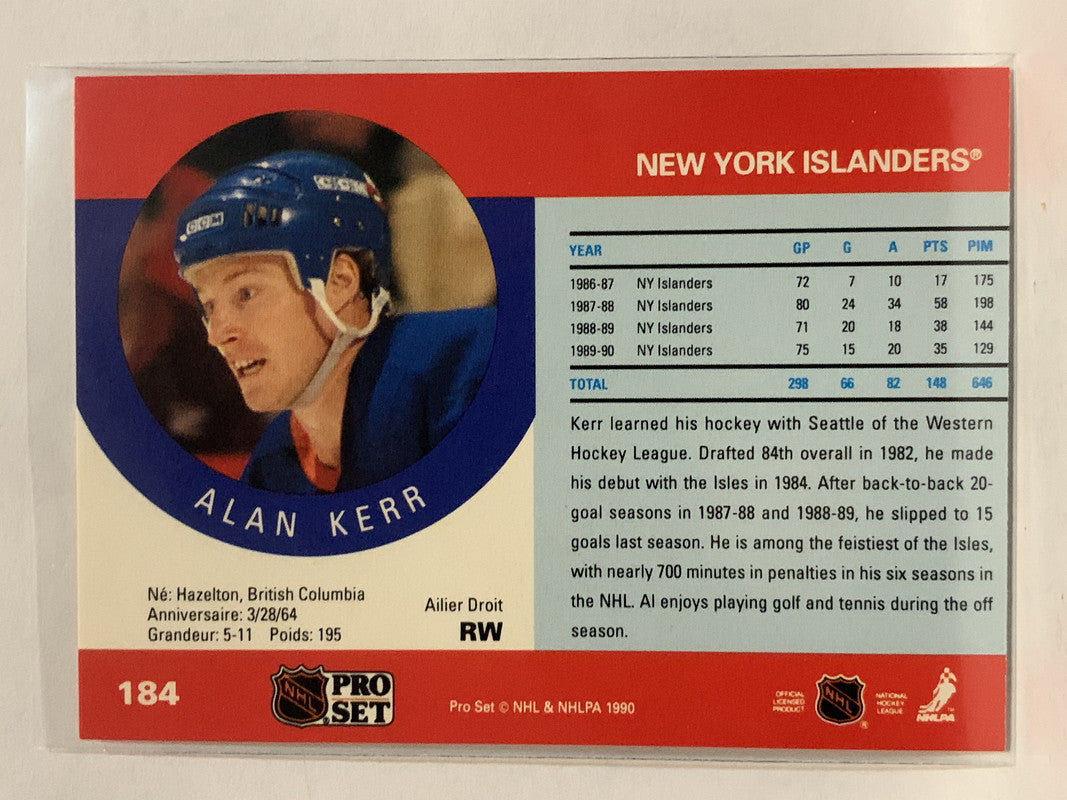 NEW YORK ISLANDERS®
CCM
CCM
ALAN KERR
Né: Hazelton, British Columbia
Anniversaire: 3/28/64
Grandeur: 5-11 Poids: 195
Ailier Droit
RW
YEAR GP G A PTS PIM
1986-87 NY Islanders 72 7 10 17 175
1987-88 NY Islanders 80 24 34 58 198
1988-89 NY Islanders 71 20 18 38 144
1989-90 NY Islanders 75 15 20 35 129
TOTAL 298 66 82 148 646
Kerr learned his hockey with Seattle of the Western
Hockey League. Drafted 84th overall in 1982, he made
his debut with the Isles in 1984. After back-to-back 20-
goal seasons in 1987-88 and 1988-89, he slipped to 15
goals last season. He is among the feistiest of the Isles,
with nearly 700 minutes in penalties in his six seasons in
the NHL. Al enjoys playing golf and tennis during the off
season.
184
NHL
®
PRO
SET
Pro Set © NHL & NHLPA 1990
OFFICIAL
LICENSED
PRODUCT
NHL
®
NATIONAL
HOCKEY
LEAGUE
™
NHLPA